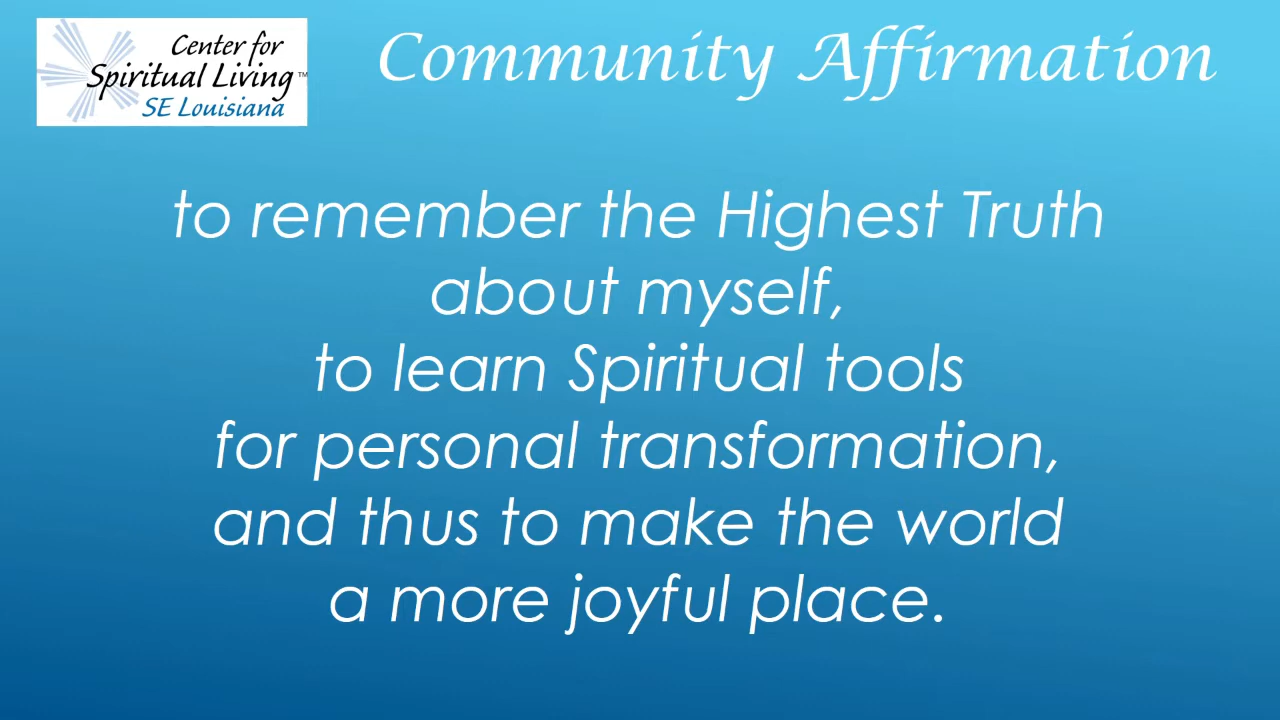 Center for
Spiritual Living™
SE Louisiana
Community Affirmation
to remember the Highest Truth
about myself,
to learn Spiritual tools
for personal transformation,
and thus to make the world
a more joyful place.